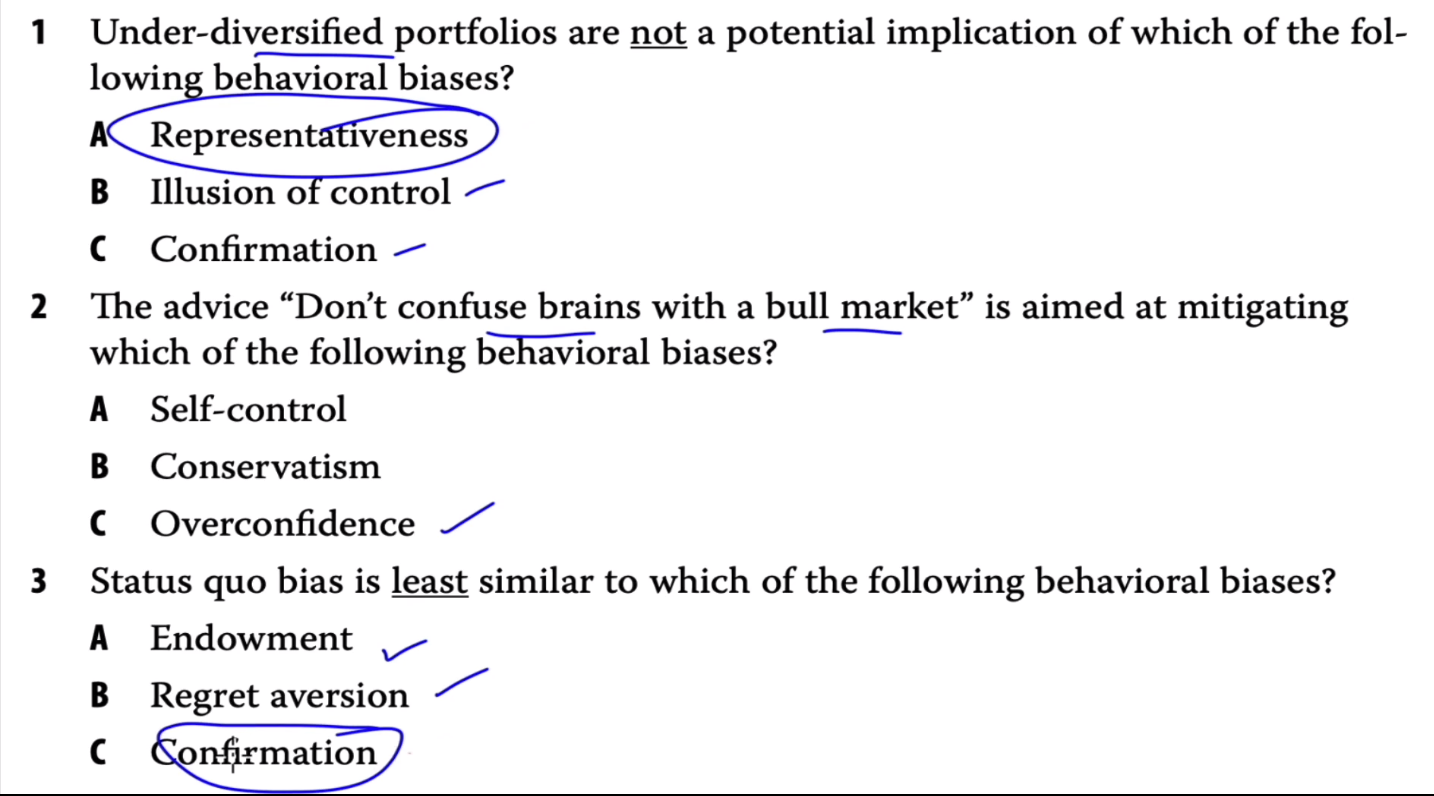 1 Under-diversified portfolios are not a potential implication of which of the fol-
lowing behavioral biases?
A Representativeness
B Illusion of control
C Confirmation
2 The advice “Don’t confuse brains with a bull market” is aimed at mitigating
which of the following behavioral biases?
A Self-control
B Conservatism
C Overconfidence
3 Status quo bias is least similar to which of the following behavioral biases?
A Endowment
B Regret aversion
C Confirmation